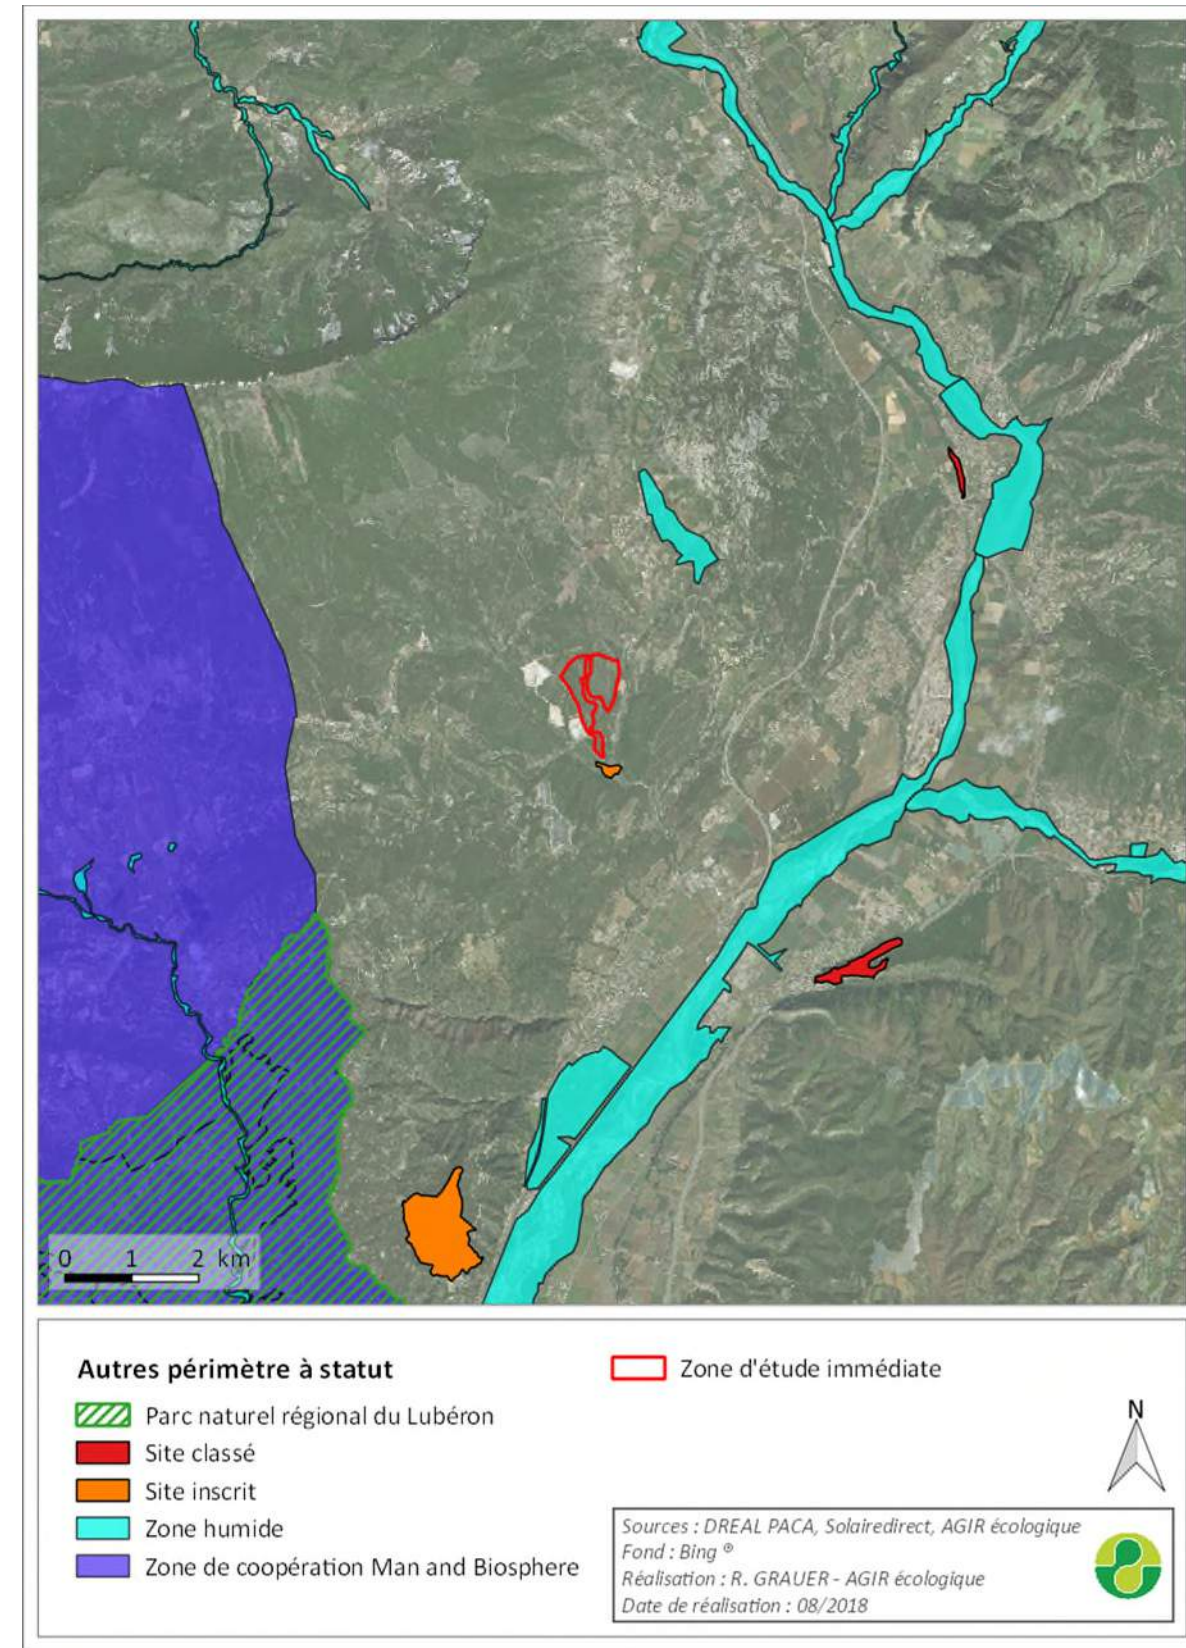 0 1 2 km
Autres périmètre à statut
Parc naturel régional du Lubéron
Site classé
Site inscrit
Zone humide
Zone de coopération Man and Biosphere
Zone d'étude immédiate
N
Sources : DREAL PACA, Solairedirect, AGIR écologique
Fond : Bing ®
Réalisation : R. GRAUER - AGIR écologique
Date de réalisation : 08/2018